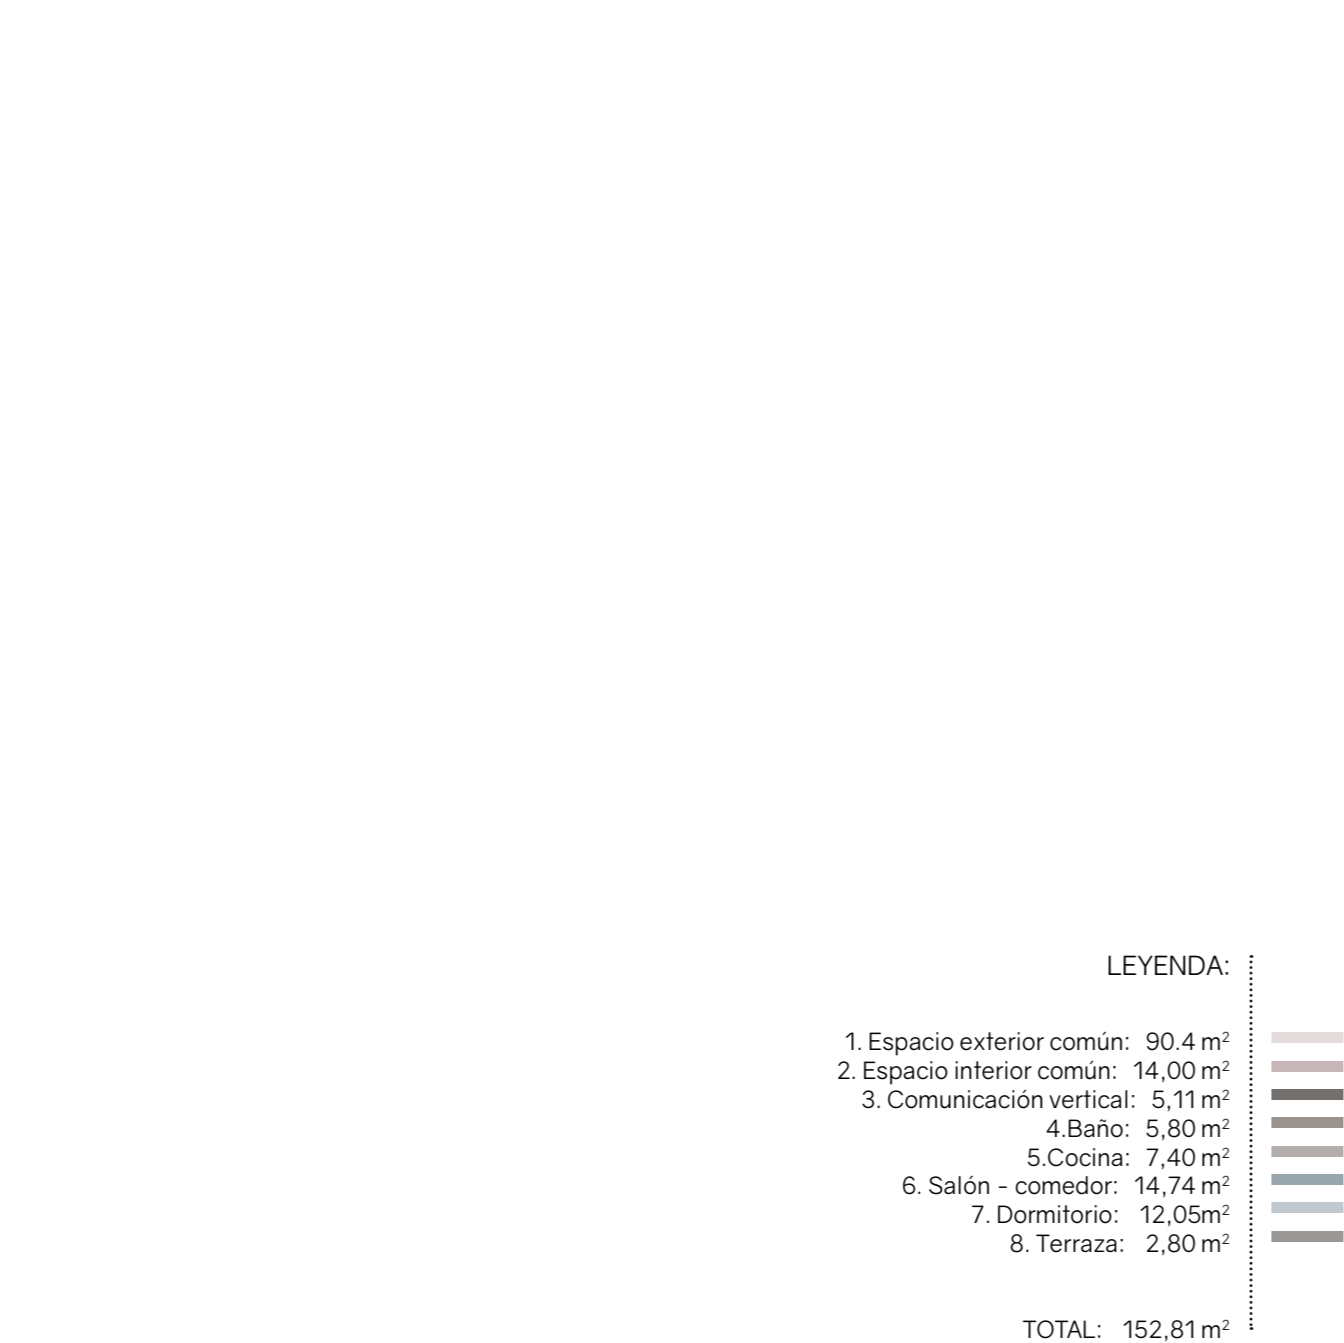 LEYENDA:
1. Espacio exterior común: 90.4 m²
2. Espacio interior común: 14,00 m²
3. Comunicación vertical: 5,11 m²
4.Baño: 5,80 m²
5.Cocina: 7,40 m²
6. Salón - comedor: 14,74 m²
7. Dormitorio: 12,05m²
8. Terraza: 2,80 m²
TOTAL: 152,81 m²